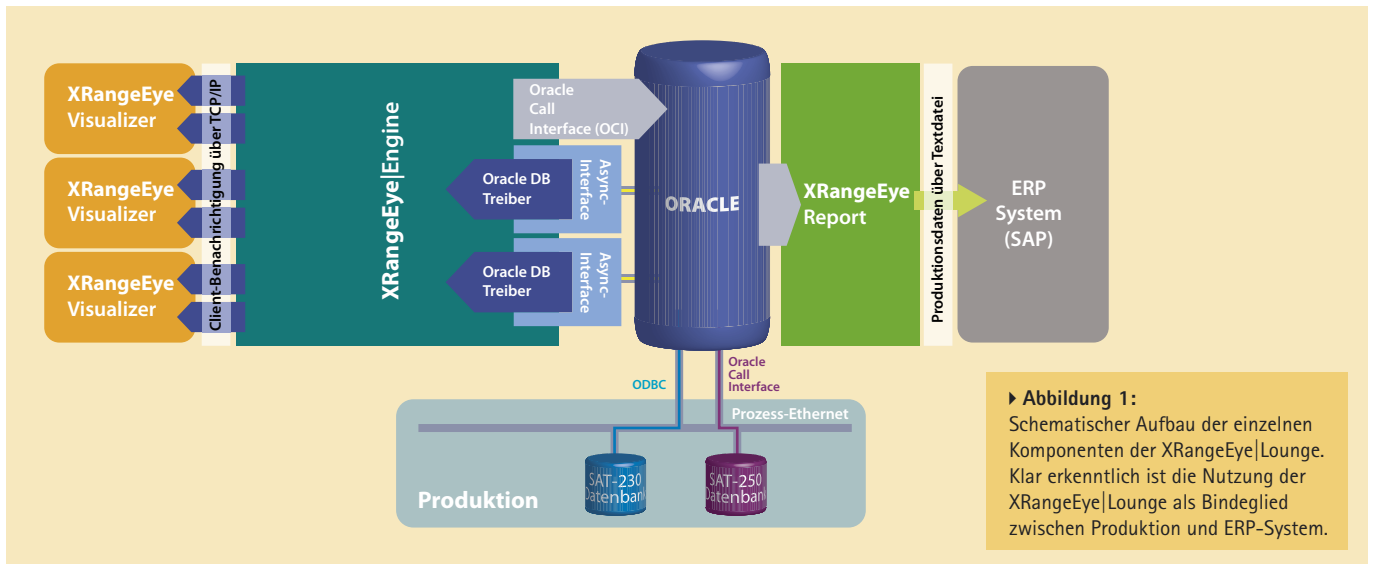 XRangeEye
Visualizer
XRangeEye
Visualizer
XRangeEye
Visualizer
Client-Benachrichtigung über TCP/IP
XRangeEye|Engine
Oracle
Call
Interface (OCI)
Oracle DB
Treiber
Async-
Interface
Oracle DB
Treiber
Async-
Interface
ORACLE
XRangeEye
Report
Produktionsdaten über Textdatei
ERP
System
(SAP)
ODBC
Oracle
Call
Interface
Prozess-Ethernet
SAT-230
Datenbank
SAT-250
Datenbank
Produktion
Abbildung 1:
Schematischer Aufbau der einzelnen
Komponenten der XRangeEye|Lounge.
Klar erkenntlich ist die Nutzung der
XRangeEye|Lounge als Bindeglied
zwischen Produktion und ERP-System.